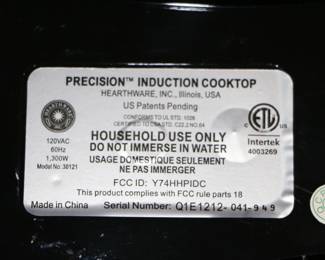 PRECISION™ INDUCTION COOKTOP
HEARTHWARE, INC., Illinois, USA
US Patents Pending
HEARTHWARE
CONFORMS TO UL STD. 1026
CERTIFIED TO CSA STD. C22.2 NO.64
120VAC
60Hz
1,300W
Model No: 30121
HOUSEHOLD USE ONLY
DO NOT IMMERSE IN WATER
USAGE DOMESTIQUE SEULEMENT
NE PAS IMMERGER
ETL
Intertek
4003269
FCC ID: Y74HHPIDC
This product complies with FCC rule parts 18
Made in China
Serial Number: Q1E1212-041-949